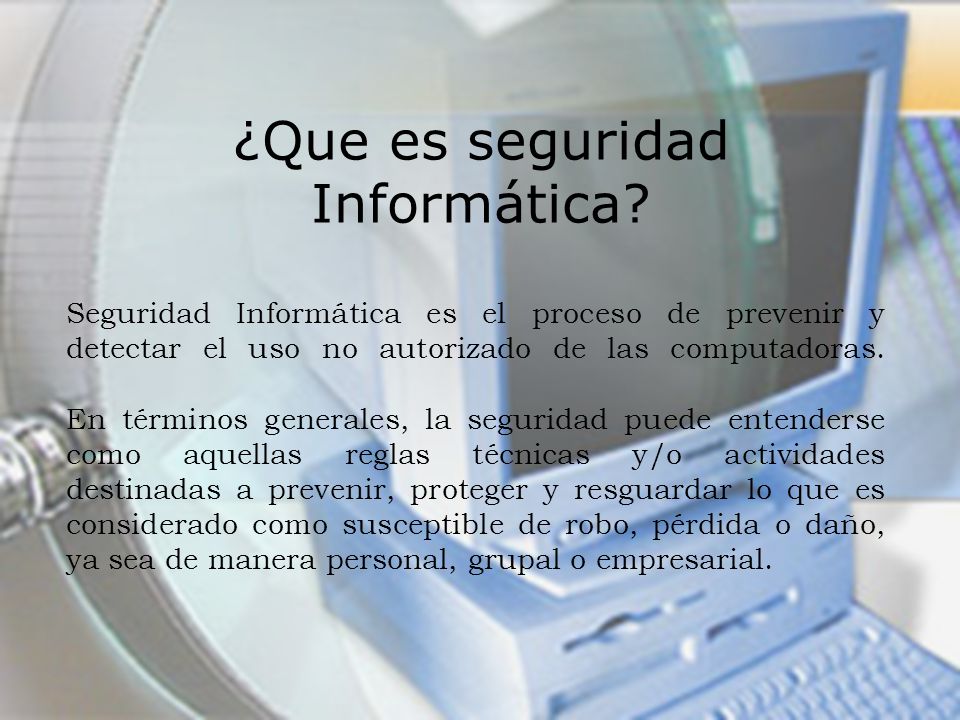 ¿Que es seguridad
Informática?
Seguridad Informática es el proceso de prevenir y
detectar el uso no autorizado de las computadoras.
En términos generales, la seguridad puede entenderse
como aquellas reglas técnicas y/o actividades
destinadas a prevenir, proteger y resguardar lo que es
considerado como susceptible de robo, pérdida o daño,
ya sea de manera personal, grupal o empresarial.